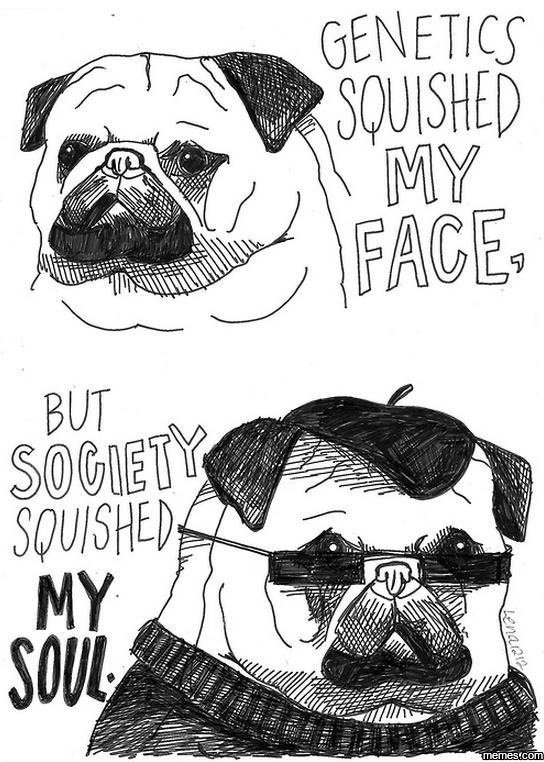 GENETICS
SQUISHED
MY
FACE,
BUT
SOCIETY
SQUISHED
MY
SOUL.
memes.com